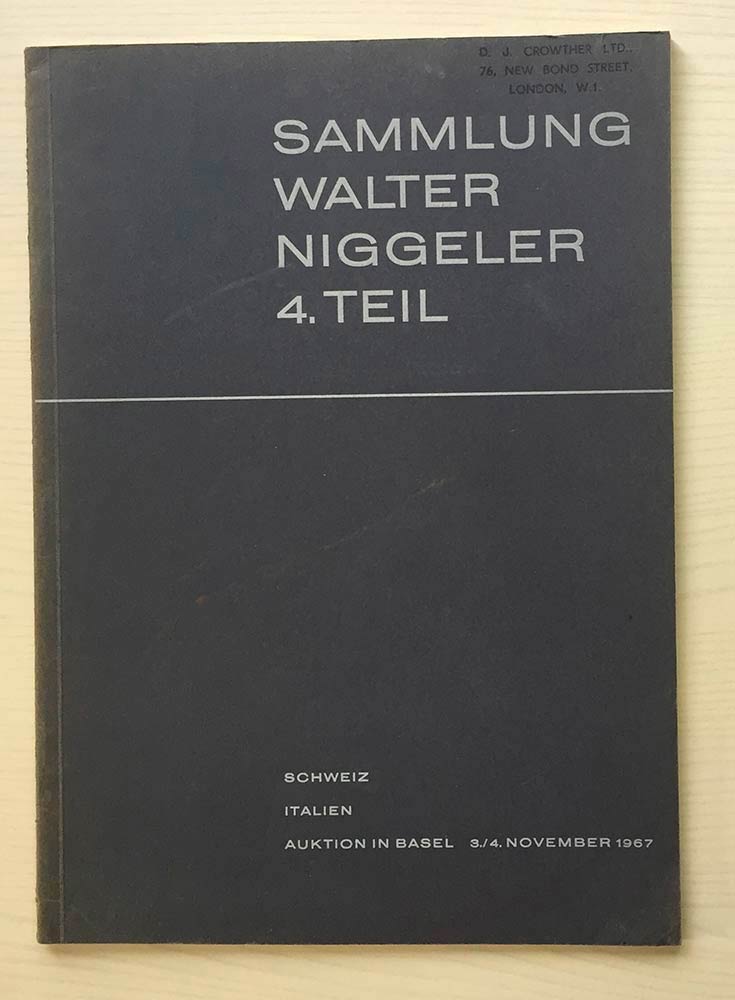 D. J. CROWTHER LTD.,
76, NEW BOND STREET,
LONDON, W.1.
SAMMLUNG
WALTER
NIGGELER
4. TEIL
SCHWEIZ
ITALIEN
AUKTION IN BASEL 3./4. NOVEMBER 1967